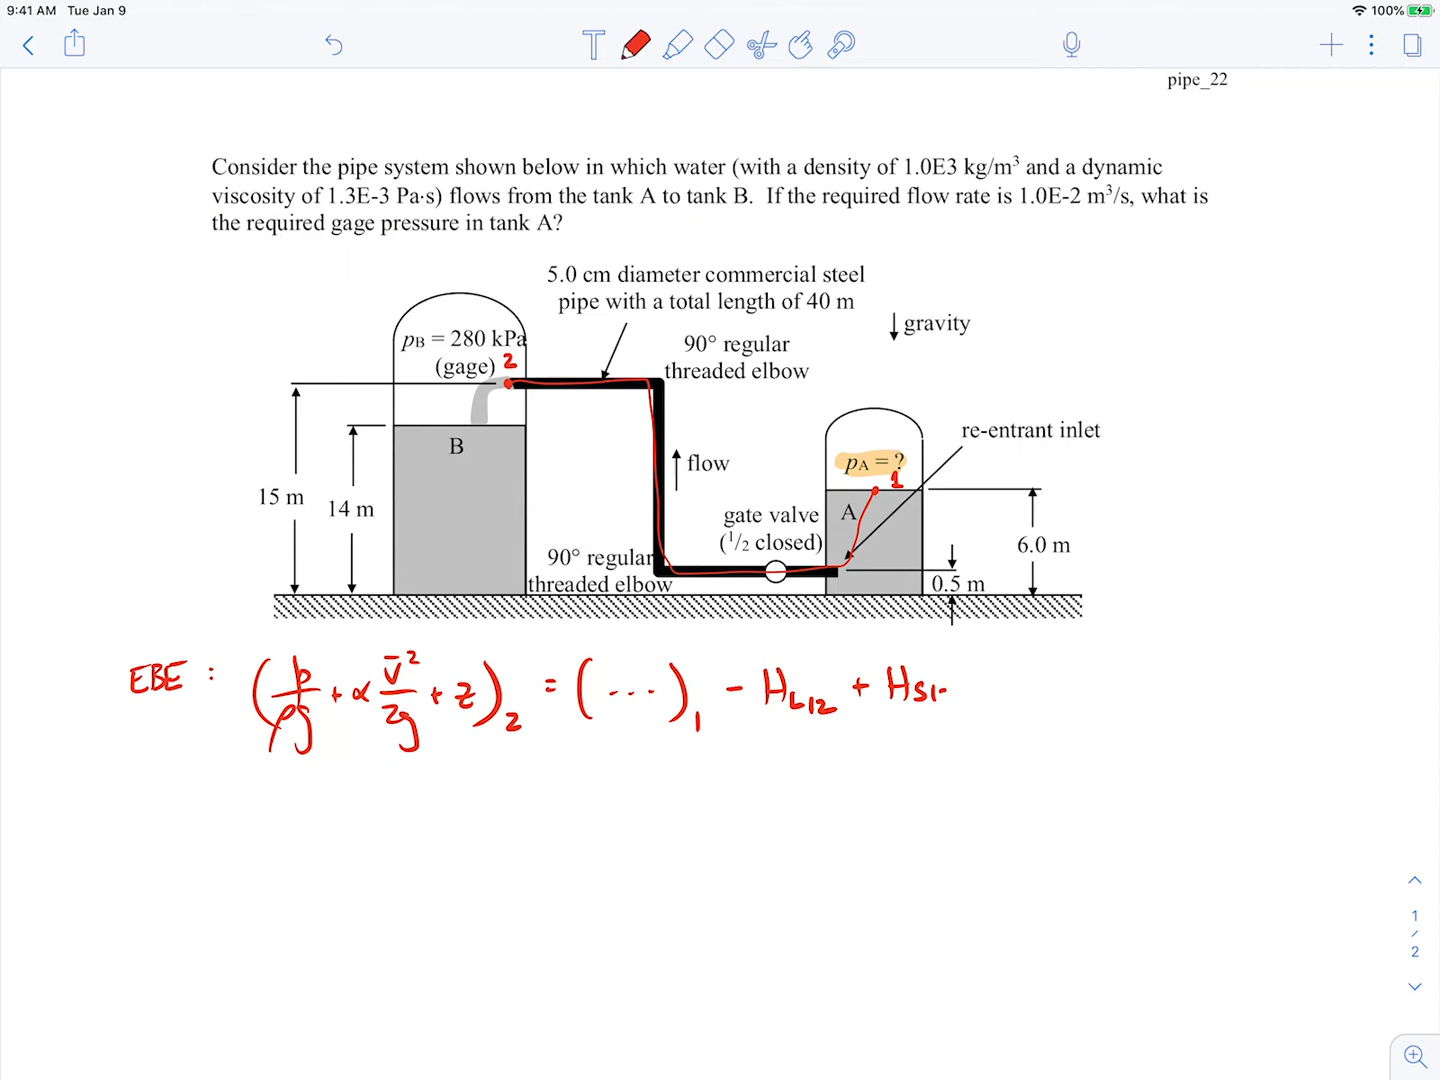 9:41 AM Tue Jan 9
100%
pipe_22
Consider the pipe system shown below in which water (with a density of 1.0E3 kg/m³ and a dynamic
viscosity of 1.3E-3 Pa·s) flows from the tank A to tank B. If the required flow rate is 1.0E-2 m³/s, what is
the required gage pressure in tank A?
5.0 cm diameter commercial steel
pipe with a total length of 40 m
gravity
pB = 280 kPa
(gage) 2
90° regular
threaded elbow
re-entrant inlet
B
flow
pA = ?
1
15 m
14 m
gate valve
(1/2 closed)
A
6.0 m
90° regular
threaded elbow
0.5 m
EBE : (p/ρg + α V̄²/2g + z)₂ = (...)₁ - H_L12 + H_S1
1
/
2